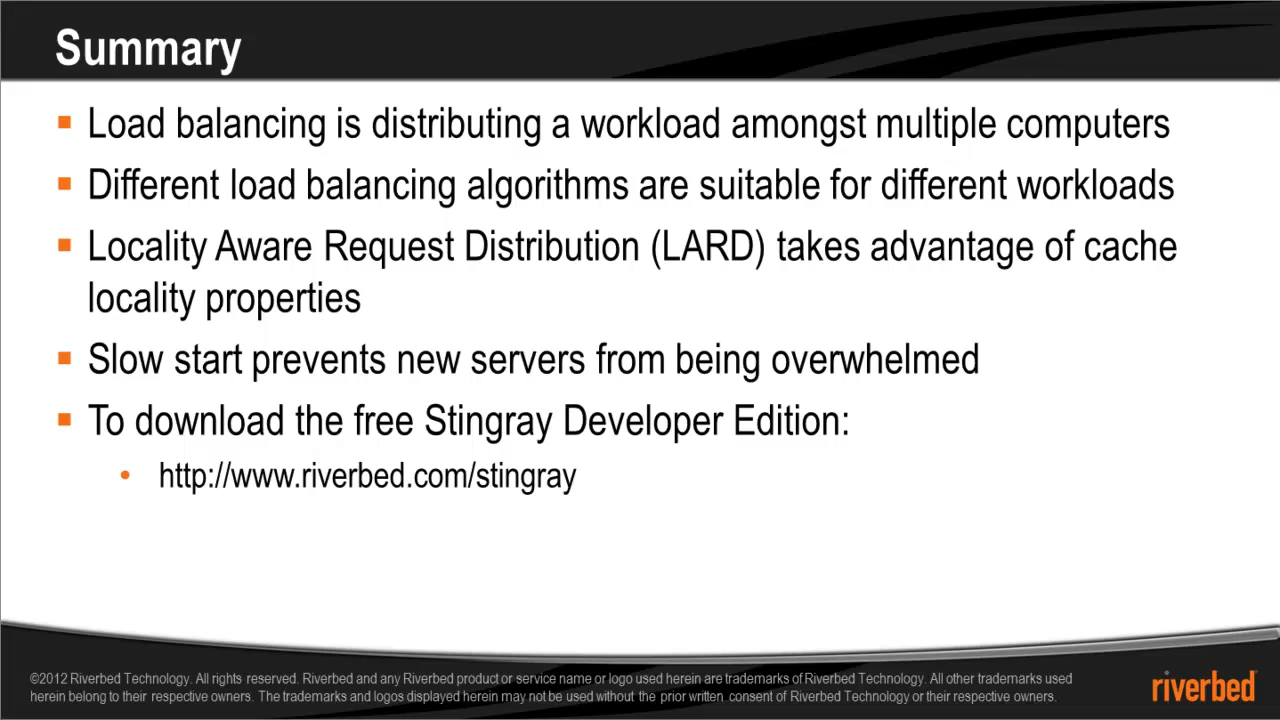 Summary
Load balancing is distributing a workload amongst multiple computers
Different load balancing algorithms are suitable for different workloads
Locality Aware Request Distribution (LARD) takes advantage of cache
locality properties
Slow start prevents new servers from being overwhelmed
To download the free Stingray Developer Edition:
http://www.riverbed.com/stingray
©2012 Riverbed Technology. All rights reserved. Riverbed and any Riverbed product or service name or logo used herein are trademarks of Riverbed Technology. All other trademarks used
herein belong to their respective owners. The trademarks and logos displayed herein may not be used without the prior written consent of Riverbed Technology or their respective owners.
riverbed